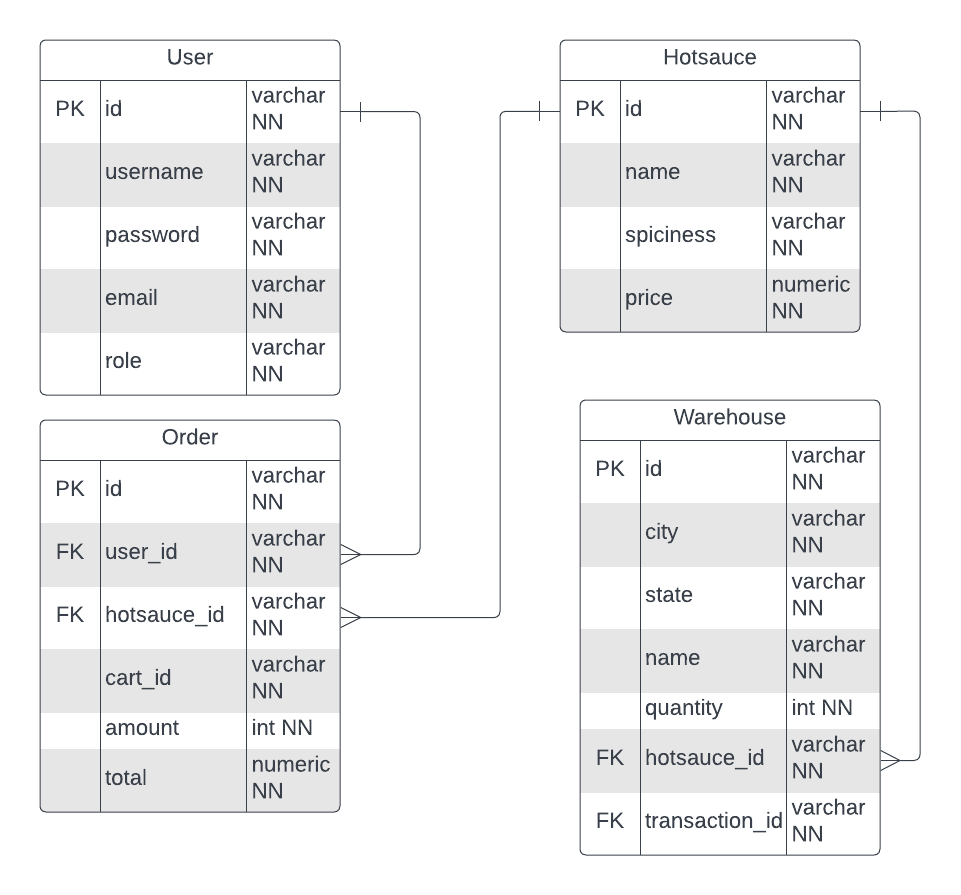 User
PK id varchar NN
username varchar NN
password varchar NN
email varchar NN
role varchar NN
Order
PK id varchar NN
FK user_id varchar NN
FK hotsauce_id varchar NN
cart_id varchar NN
amount int NN
total numeric NN
Hotsauce
PK id varchar NN
name varchar NN
spiciness varchar NN
price numeric NN
Warehouse
PK id varchar NN
city varchar NN
state varchar NN
name varchar NN
quantity int NN
FK hotsauce_id varchar NN
FK transaction_id varchar NN